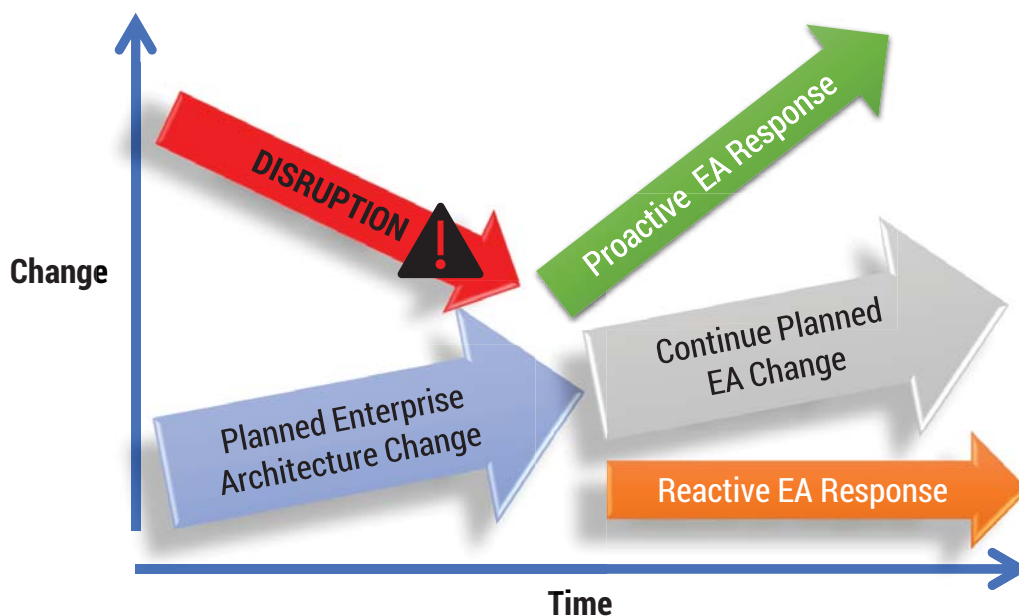 DISRUPTION
Proactive EA Response
Change
Continue Planned
EA Change
Planned Enterprise
Architecture Change
Reactive EA Response
Time